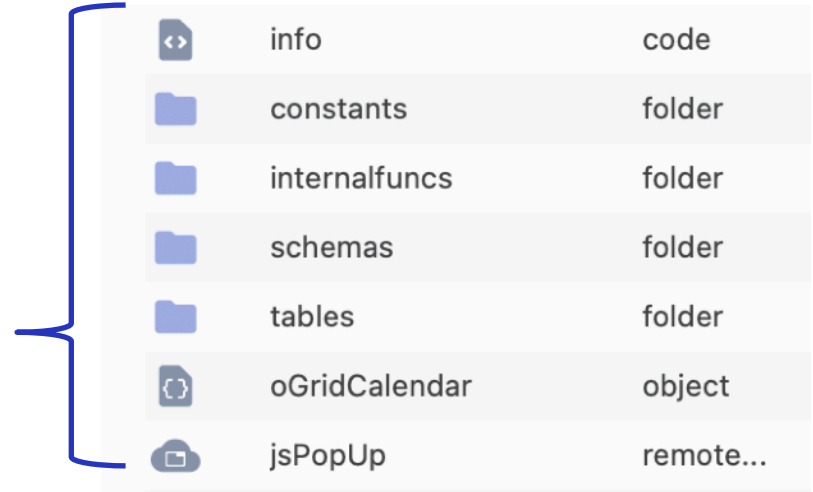 info code
constants folder
internalfuncs folder
schemas folder
tables folder
oGridCalendar object
jsPopUp remote...